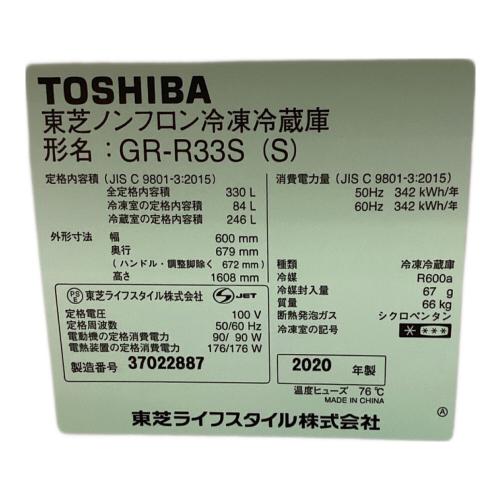 TOSHIBA
東芝ノンフロン冷凍冷蔵庫
形名：GR-R33S (S)
定格内容積 (JIS C 9801-3:2015)
全定格内容積 330 L
冷凍室の定格内容積 84 L
冷蔵室の定格内容積 246 L
外形寸法 幅 600 mm
奥行 679 mm
(ハンドル・調整脚除く 672 mm)
高さ 1608 mm
消費電力量 (JIS C 9801-3:2015)
50Hz 342 kWh/年
60Hz 342 kWh/年
種類 冷凍冷蔵庫
冷媒 R600a
冷媒封入量 67 g
質量 66 kg
断熱発泡ガス シクロペンタン
冷凍室の記号 ＊***
PSE 東芝ライフスタイル株式会社 JET
定格電圧 100 V
定格周波数 50/60 Hz
電動機の定格消費電力 90/ 90 W
電熱装置の定格消費電力 176/176 W
製造番号 37022887
2020 年製
温度ヒューズ 76℃
MADE IN CHINA
東芝ライフスタイル株式会社
Ⓐ